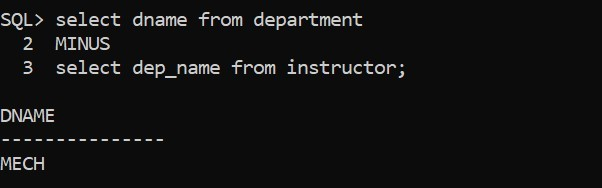 SQL> select dname from department
  2  MINUS
  3  select dep_name from instructor;

DNAME
---------------
MECH